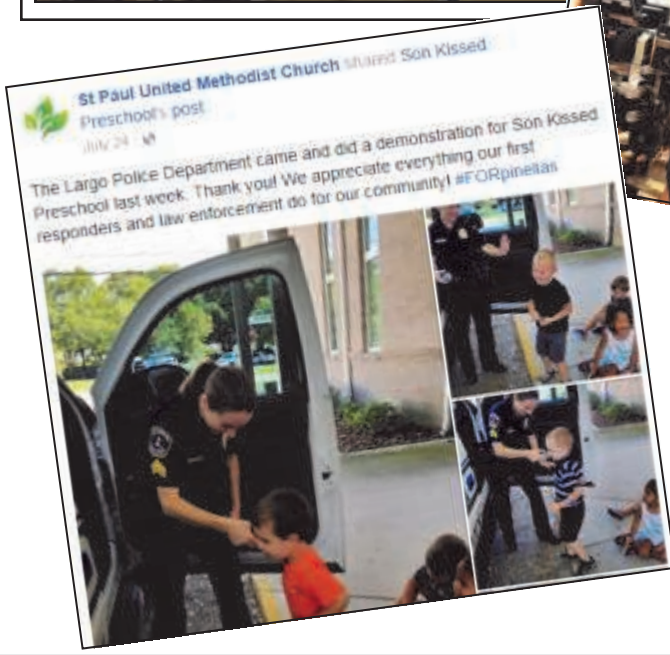 St Paul United Methodist Church shared Son Kissed
Preschool's post
July 24
The Largo Police Department came and did a demonstration for Son Kissed
Preschool last week. Thank you! We appreciate everything our first
responders and law enforcement do for our community! #FORpinellas